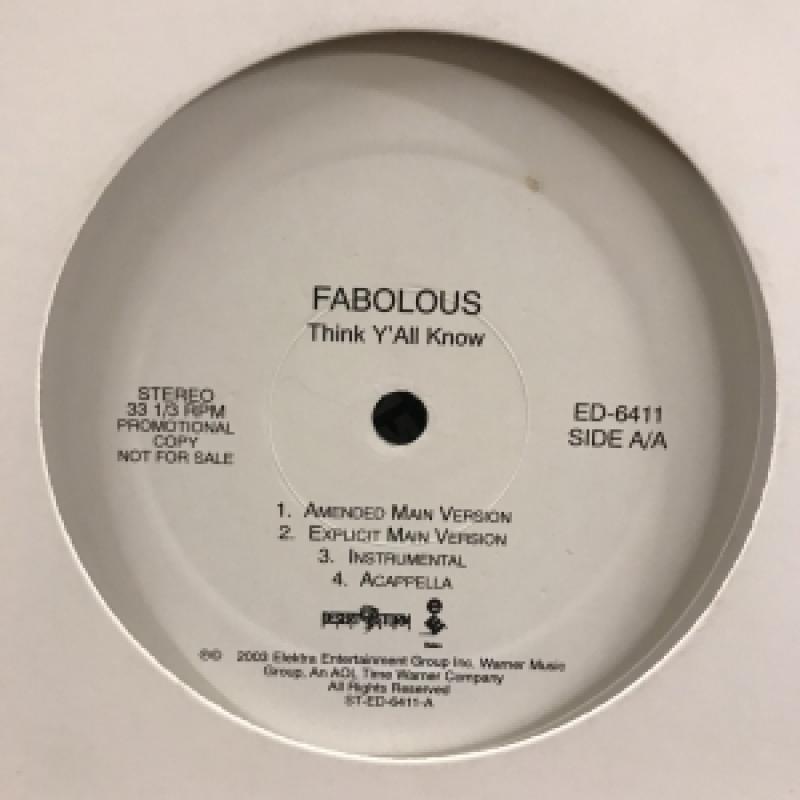 FABOLOUS
Think Y'All Know
STEREO
33 1/3 RPM
PROMOTIONAL
COPY
NOT FOR SALE
ED-6411
SIDE A/A
1. AMENDED MAIN VERSION
2. EXPLICIT MAIN VERSION
3. INSTRUMENTAL
4. ACAPPELLA
DESERT STORM
℗© 2003 Elektra Entertainment Group Inc. Warner Music
Group, An AOL Time Warner Company
All Rights Reserved
ST-ED-6411-A